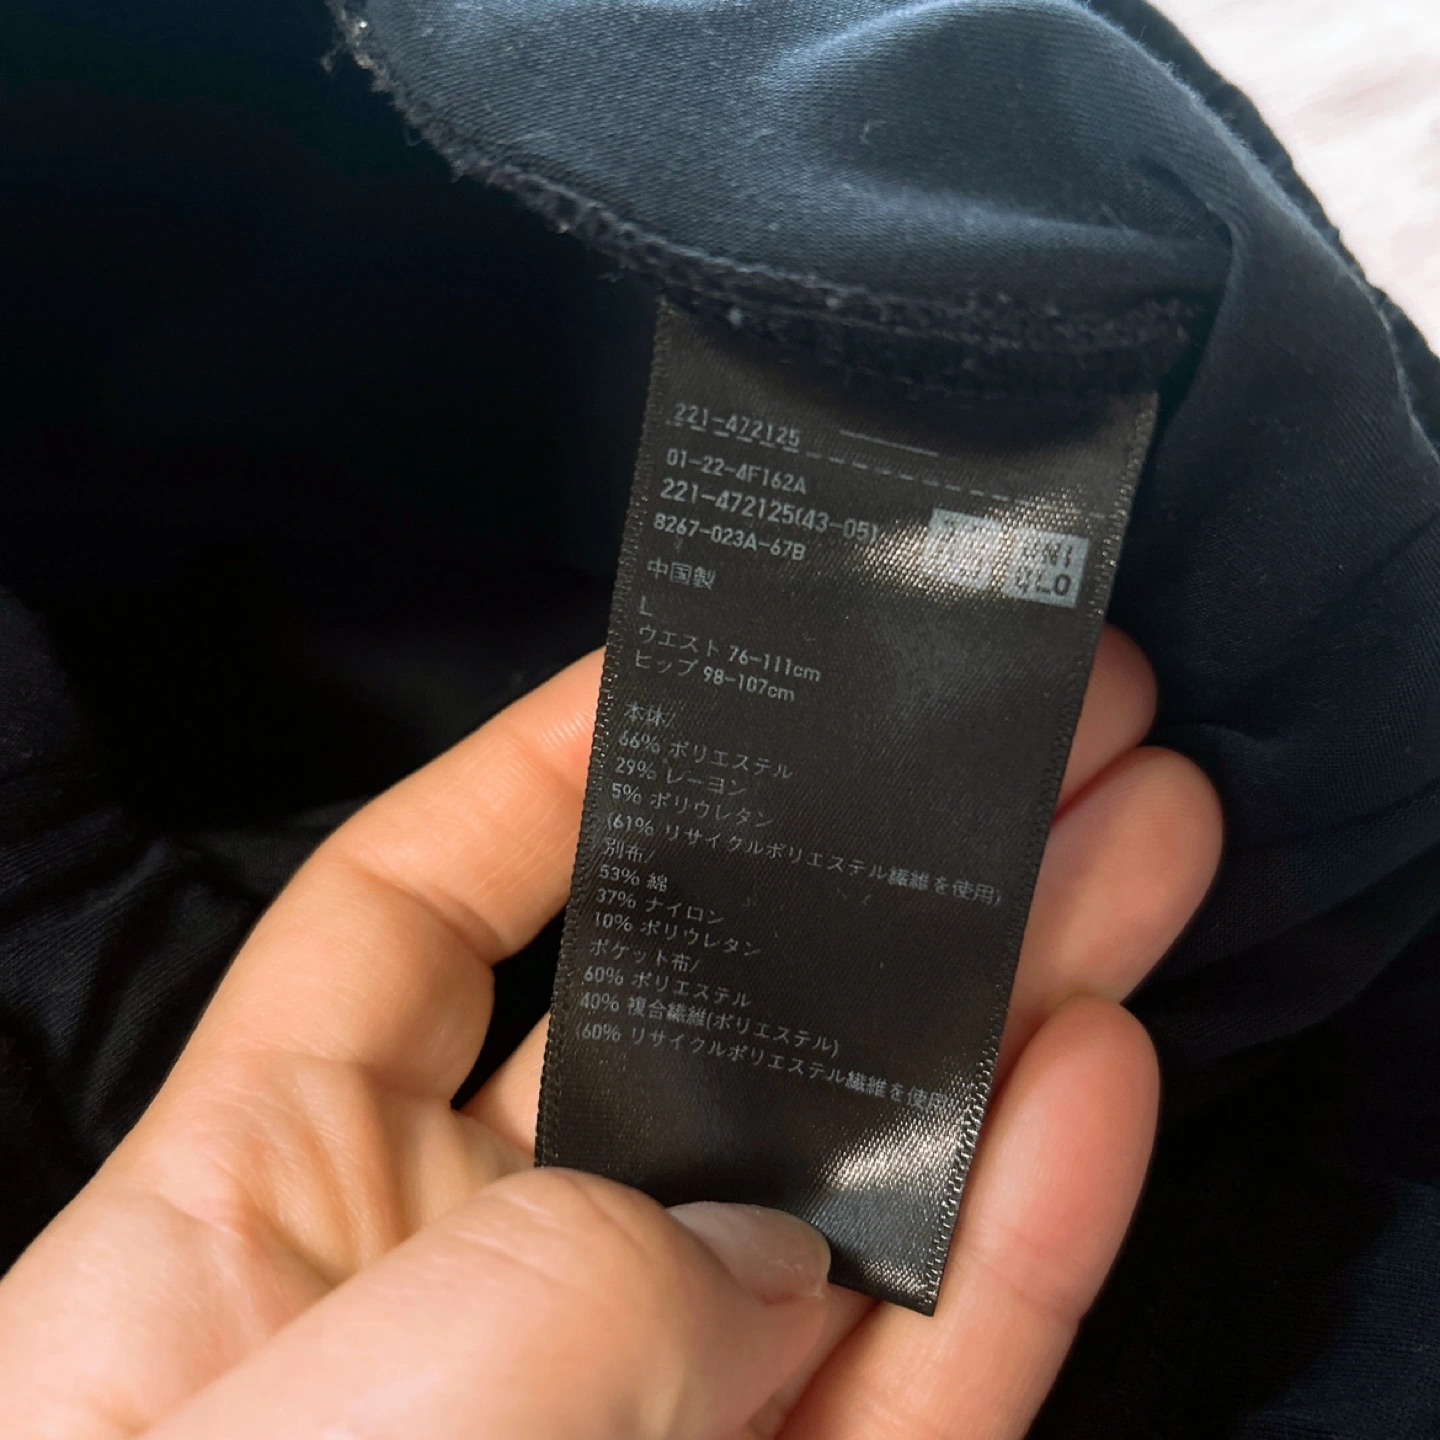 221-472125
01-22-4F162A
221-472125(43-05)
8267-023A-67B
UNI
QLO
中国製
L
ウエスト 76-111cm
ヒップ 98-107cm
本体/
66% ポリエステル
29% レーヨン
5% ポリウレタン
(61% リサイクルポリエステル繊維を使用)
別布/
53% 綿
37% ナイロン
10% ポリウレタン
ポケット布/
60% ポリエステル
40% 複合繊維(ポリエステル)
(60% リサイクルポリエステル繊維を使用